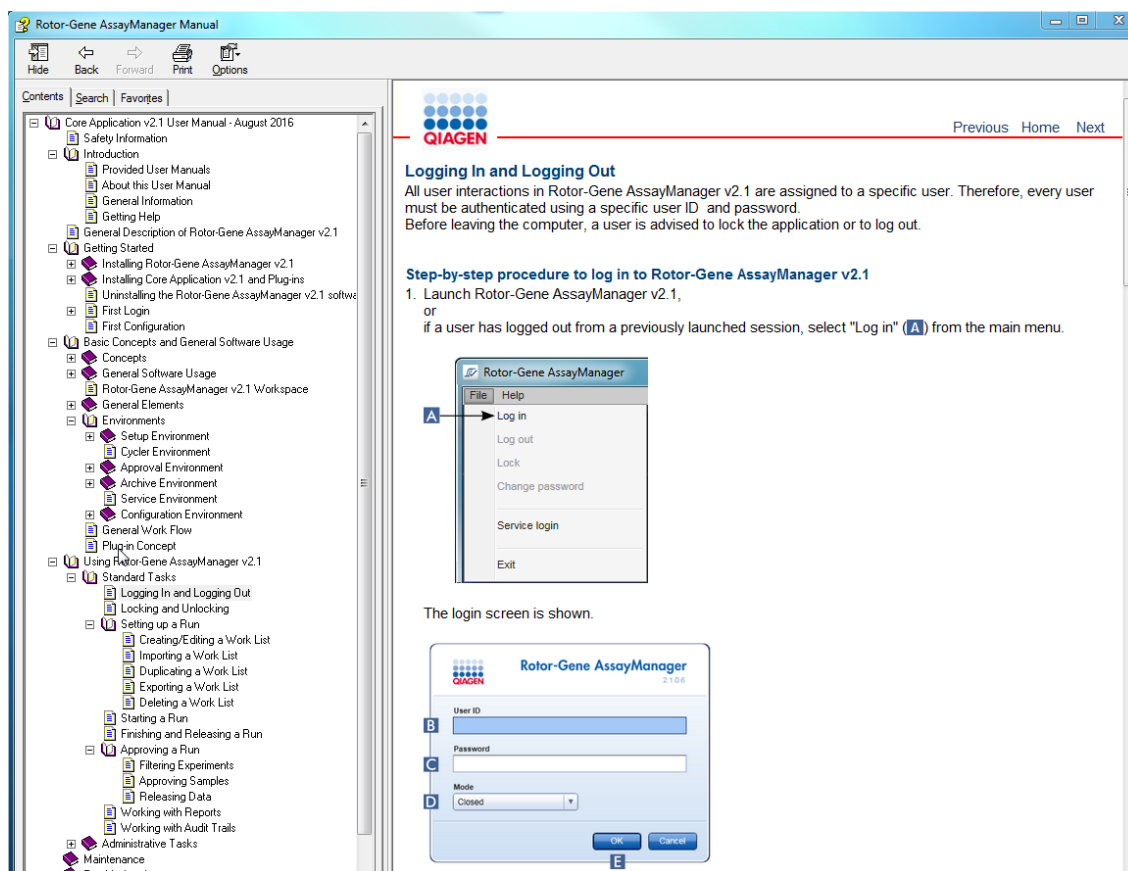 Rotor-Gene AssayManager Manual
Hide Back Forward Print Options
Contents Search Favorites
Core Application v2.1 User Manual - August 2016
Safety Information
Introduction
Provided User Manuals
About this User Manual
General Information
Getting Help
General Description of Rotor-Gene AssayManager v2.1
Getting Started
Installing Rotor-Gene AssayManager v2.1
Installing Core Application v2.1 and Plug-ins
Uninstalling the Rotor-Gene AssayManager v2.1 softwa
First Login
First Configuration
Basic Concepts and General Software Usage
Concepts
General Software Usage
Rotor-Gene AssayManager v2.1 Workspace
General Elements
Environments
Setup Environment
Cycler Environment
Approval Environment
Archive Environment
Service Environment
Configuration Environment
General Work Flow
Plug-in Concept
Using Rotor-Gene AssayManager v2.1
Standard Tasks
Logging In and Logging Out
Locking and Unlocking
Setting up a Run
Creating/Editing a Work List
Importing a Work List
Duplicating a Work List
Exporting a Work List
Deleting a Work List
Starting a Run
Finishing and Releasing a Run
Approving a Run
Filtering Experiments
Approving Samples
Releasing Data
Working with Reports
Working with Audit Trails
Administrative Tasks
Maintenance
QIAGEN
Previous Home Next
Logging In and Logging Out
All user interactions in Rotor-Gene AssayManager v2.1 are assigned to a specific user. Therefore, every user
must be authenticated using a specific user ID and password.
Before leaving the computer, a user is advised to lock the application or to log out.
Step-by-step procedure to log in to Rotor-Gene AssayManager v2.1
1. Launch Rotor-Gene AssayManager v2.1,
or
if a user has logged out from a previously launched session, select "Log in" (A) from the main menu.
Rotor-Gene AssayManager
File Help
A Log in
Log out
Lock
Change password
Service login
Exit
The login screen is shown.
QIAGEN
Rotor-Gene AssayManager
2.1.0.6
User ID
B
Password
C
Mode
D Closed
OK Cancel
E